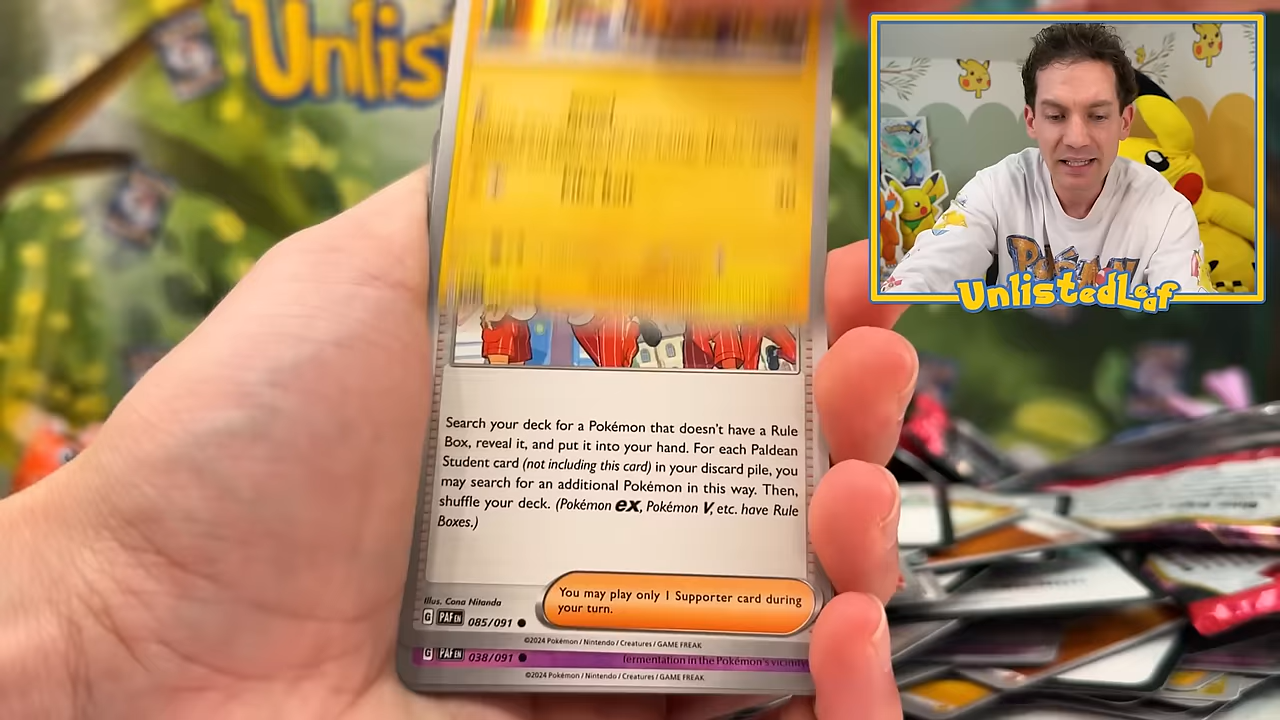 Unlis
Pokémon
UnlistedLeaf
Search your deck for a Pokémon that doesn't have a Rule
Box, reveal it, and put it into your hand. For each Paldean
Student card (not including this card) in your discard pile, you
may search for an additional Pokémon in this way. Then,
shuffle your deck. (Pokémon ex, Pokémon V, etc. have Rule
Boxes.)
You may play only 1 Supporter card during
your turn.
Illus. Cona Nitanda
G PAF EN 085/091
©2024 Pokémon / Nintendo / Creatures / GAME FREAK
G PAF EN 038/091 fermentation in the Pokémon's vicinity
©2024 Pokémon / Nintendo / Creatures / GAME FREAK